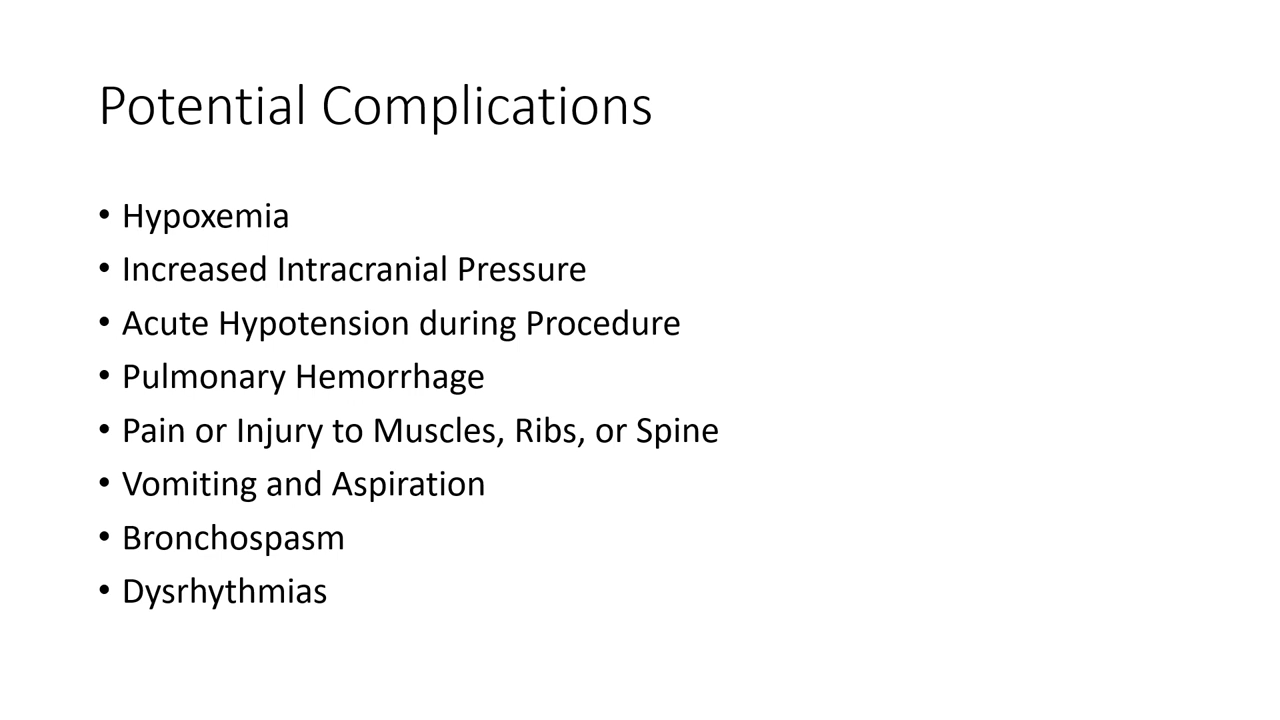 Potential Complications
• Hypoxemia
• Increased Intracranial Pressure
• Acute Hypotension during Procedure
• Pulmonary Hemorrhage
• Pain or Injury to Muscles, Ribs, or Spine
• Vomiting and Aspiration
• Bronchospasm
• Dysrhythmias